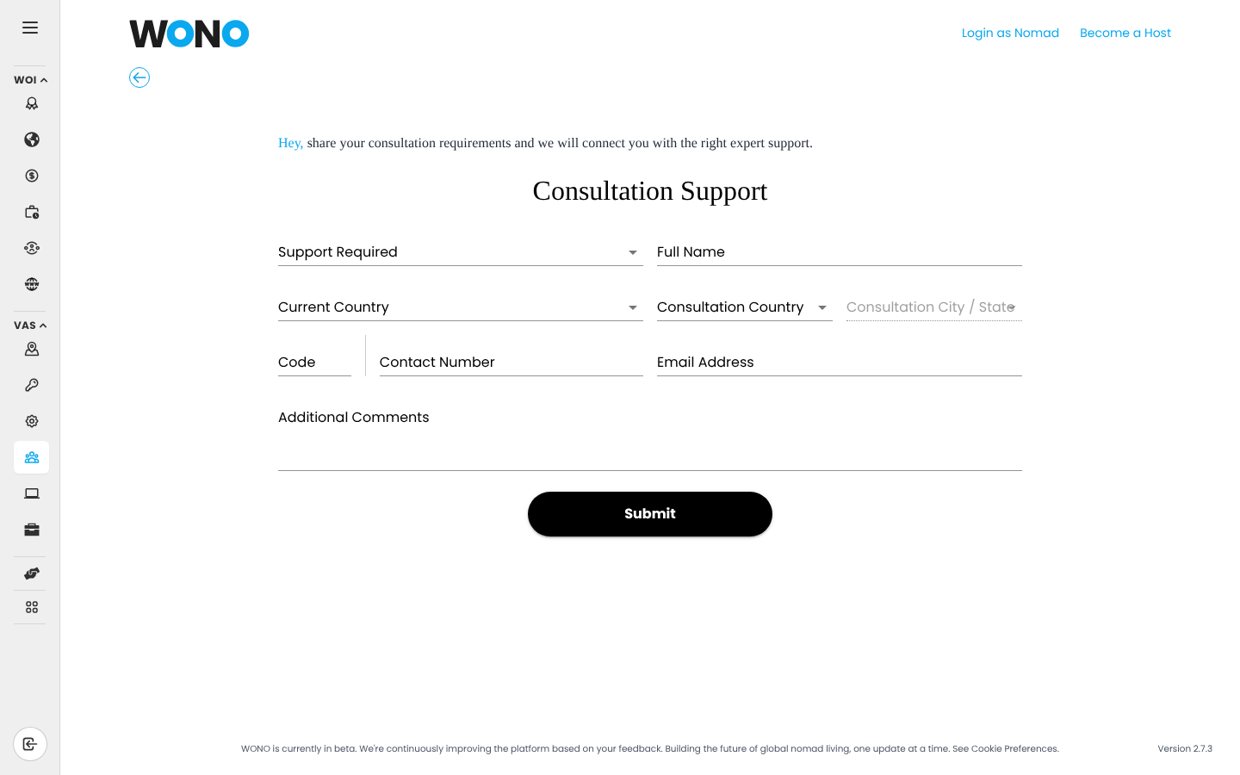 WONO
Login as Nomad
Become a Host
WOI
Hey, share your consultation requirements and we will connect you with the right expert support.
Consultation Support
Support Required
Full Name
Current Country
Consultation Country
Consultation City / State
Code
Contact Number
Email Address
VAS
Additional Comments
Submit
WONO is currently in beta. We're continuously improving the platform based on your feedback. Building the future of global nomad living, one update at a time. See Cookie Preferences.
Version 2.7.3